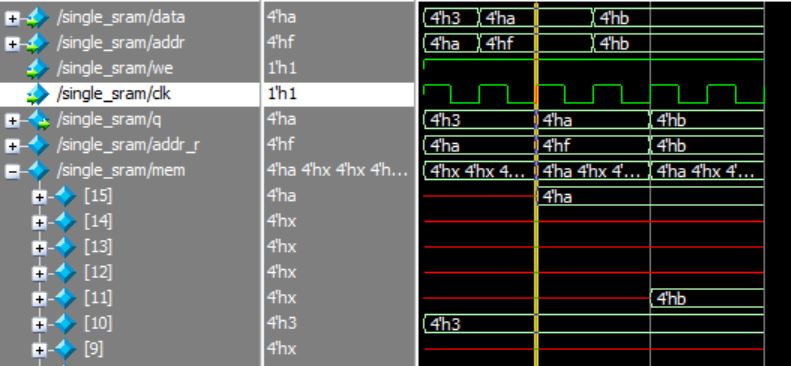 /single_sram/data 4'ha 4'h3 4'ha 4'hb
/single_sram/addr 4'hf 4'ha 4'hf 4'hb
/single_sram/we 1'h1
/single_sram/clk 1'h1
/single_sram/q 4'ha 4'h3 4'ha 4'hb
/single_sram/addr_r 4'hf 4'ha 4'hf 4'hb
/single_sram/mem 4'ha 4'hx 4'hx 4'h... 4'hx 4'hx 4... 4'ha 4'hx 4'... 4'ha 4'hx 4'...
[15] 4'ha 4'ha
[14] 4'hx
[13] 4'hx
[12] 4'hx
[11] 4'hx 4'hb
[10] 4'h3 4'h3
[9] 4'hx